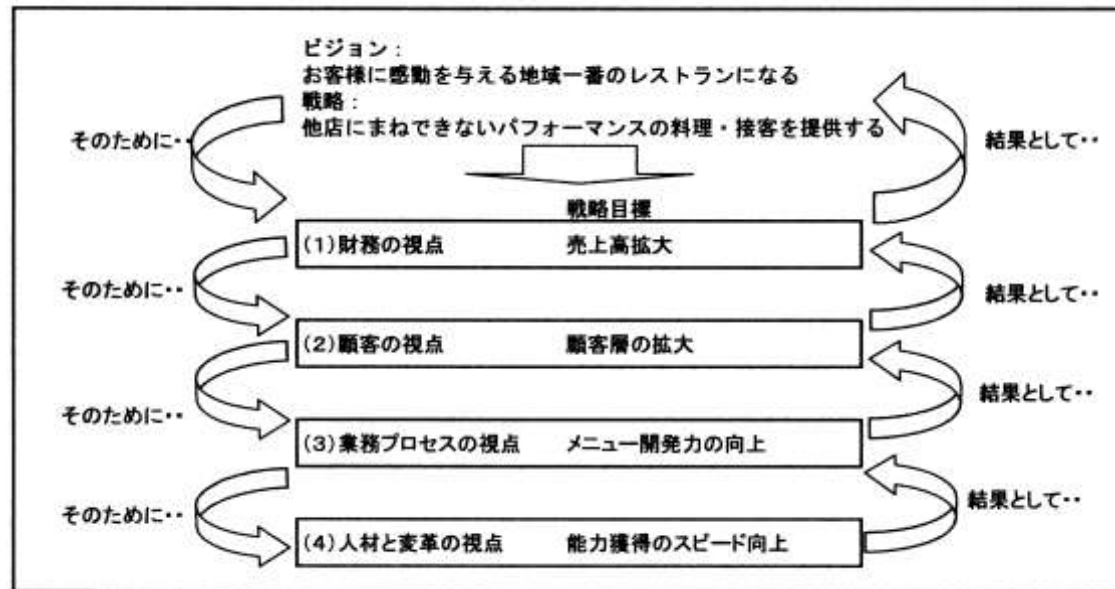 ビジョン：
お客様に感動を与える地域一番のレストランになる
戦略：
他店にまねできないパフォーマンスの料理・接客を提供する
そのために・・
結果として・・
戦略目標
(1)財務の視点 売上高拡大
そのために・・
結果として・・
(2)顧客の視点 顧客層の拡大
そのために・・
結果として・・
(3)業務プロセスの視点 メニュー開発力の向上
そのために・・
結果として・・
(4)人材と変革の視点 能力獲得のスピード向上